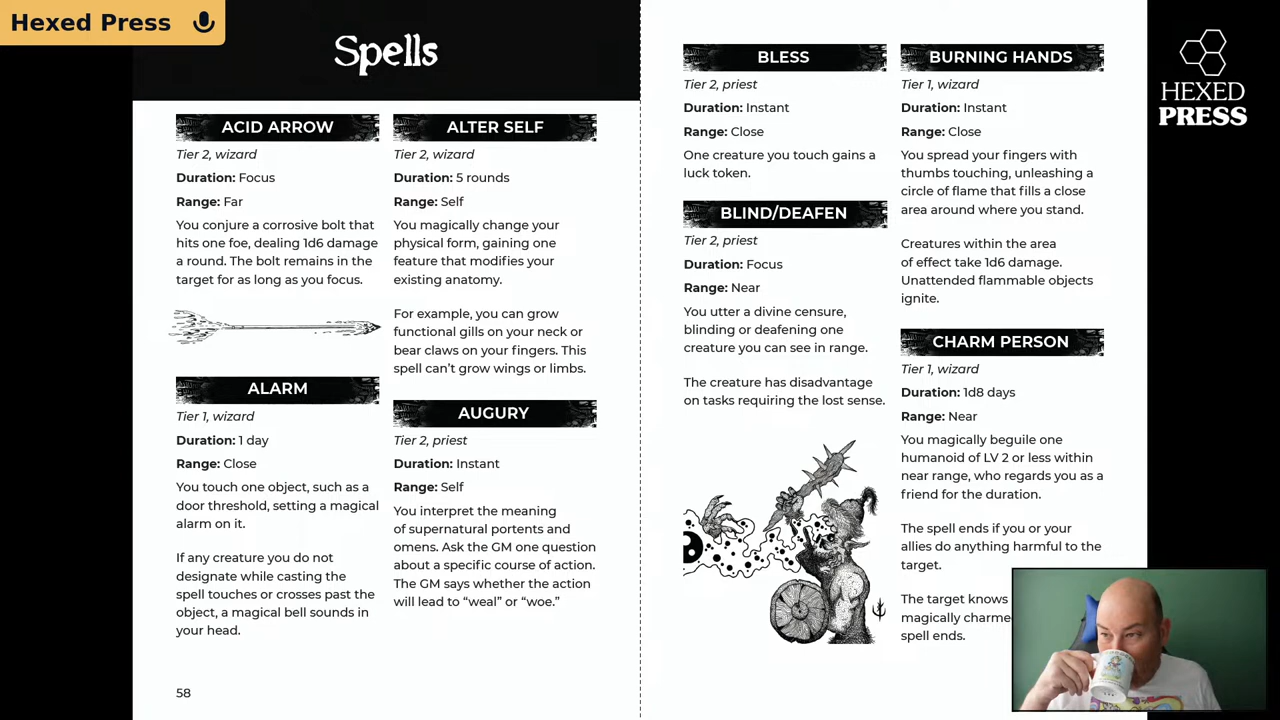 Hexed Press
HEXED
PRESS
Spells
ACID ARROW
Tier 2, wizard
Duration: Focus
Range: Far
You conjure a corrosive bolt that
hits one foe, dealing 1d6 damage
a round. The bolt remains in the
target for as long as you focus.
ALARM
Tier 1, wizard
Duration: 1 day
Range: Close
You touch one object, such as a
door threshold, setting a magical
alarm on it.
If any creature you do not
designate while casting the
spell touches or crosses past the
object, a magical bell sounds in
your head.
58
ALTER SELF
Tier 2, wizard
Duration: 5 rounds
Range: Self
You magically change your
physical form, gaining one
feature that modifies your
existing anatomy.
For example, you can grow
functional gills on your neck or
bear claws on your fingers. This
spell can't grow wings or limbs.
AUGURY
Tier 2, priest
Duration: Instant
Range: Self
You interpret the meaning
of supernatural portents and
omens. Ask the GM one question
about a specific course of action.
The GM says whether the action
will lead to “weal” or “woe.”
BLESS
Tier 2, priest
Duration: Instant
Range: Close
One creature you touch gains a
luck token.
BLIND/DEAFEN
Tier 2, priest
Duration: Focus
Range: Near
You utter a divine censure,
blinding or deafening one
creature you can see in range.
The creature has disadvantage
on tasks requiring the lost sense.
BURNING HANDS
Tier 1, wizard
Duration: Instant
Range: Close
You spread your fingers with
thumbs touching, unleashing a
circle of flame that fills a close
area around where you stand.
Creatures within the area
of effect take 1d6 damage.
Unattended flammable objects
ignite.
CHARM PERSON
Tier 1, wizard
Duration: 1d8 days
Range: Near
You magically beguile one
humanoid of LV 2 or less within
near range, who regards you as a
friend for the duration.
The spell ends if you or your
allies do anything harmful to the
target.
The target knows
magically
spell ends.